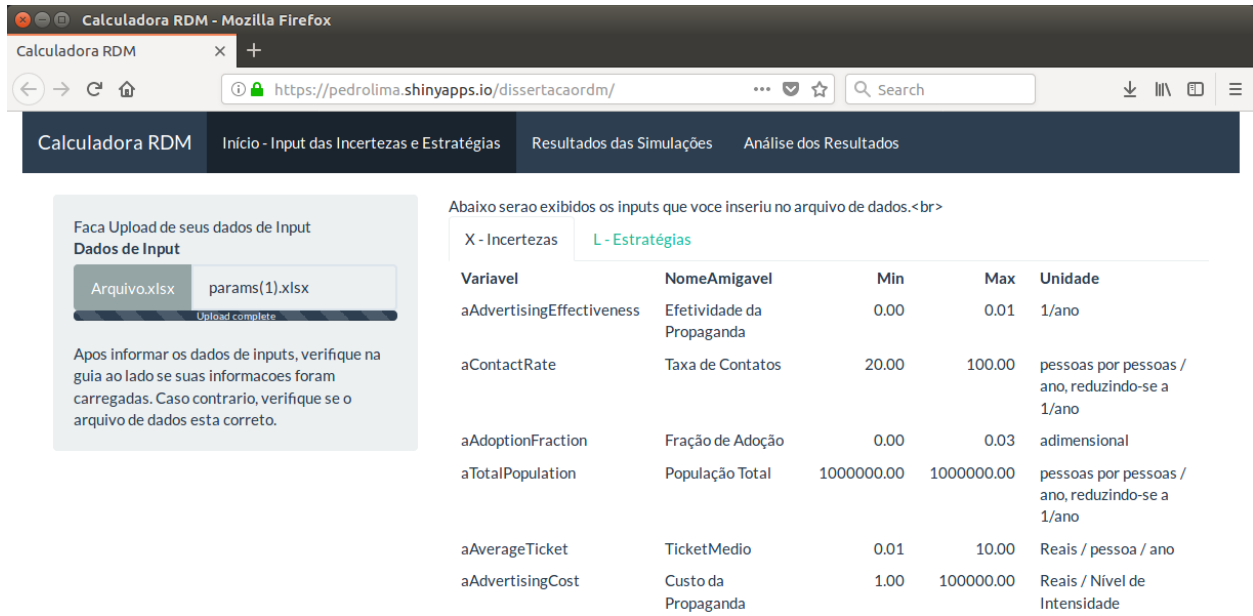 Calculadora RDM - Mozilla Firefox
Calculadora RDM
https://pedrolima.shinyapps.io/dissertacaordm/
Search
Calculadora RDM
Início - Input das Incertezas e Estratégias
Resultados das Simulações
Análise dos Resultados
Faca Upload de seus dados de Input
Dados de Input
Arquivo.xlsx
params(1).xlsx
Upload complete
Apos informar os dados de inputs, verifique na
guia ao lado se suas informacoes foram
carregadas. Caso contrario, verifique se o
arquivo de dados esta correto.
Abaixo serao exibidos os inputs que voce inseriu no arquivo de dados.<br>
X - Incertezas
L - Estratégias
Variavel NomeAmigavel Min Max Unidade
aAdvertisingEffectiveness Efetividade da 0.00 0.01 1/ano
Propaganda
aContactRate Taxa de Contatos 20.00 100.00 pessoas por pessoas /
ano, reduzindo-se a
1/ano
aAdoptionFraction Fração de Adoção 0.00 0.03 adimensional
aTotalPopulation População Total 1000000.00 1000000.00 pessoas por pessoas /
ano, reduzindo-se a
1/ano
aAverageTicket TicketMedio 0.01 10.00 Reais / pessoa / ano
aAdvertisingCost Custo da 1.00 100000.00 Reais / Nível de
Propaganda Intensidade